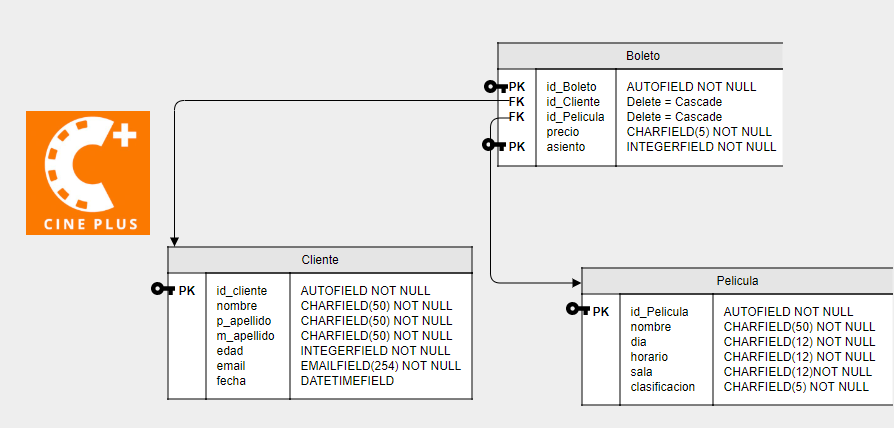 Boleto
PK id_Boleto AUTOFIELD NOT NULL
FK id_Cliente Delete = Cascade
FK id_Pelicula Delete = Cascade
precio CHARFIELD(5) NOT NULL
PK asiento INTEGERFIELD NOT NULL
CINE PLUS
Cliente
PK id_cliente AUTOFIELD NOT NULL
nombre CHARFIELD(50) NOT NULL
p_apellido CHARFIELD(50) NOT NULL
m_apellido CHARFIELD(50) NOT NULL
edad INTEGERFIELD NOT NULL
email EMAILFIELD(254) NOT NULL
fecha DATETIMEFIELD
Pelicula
PK id_Pelicula AUTOFIELD NOT NULL
nombre CHARFIELD(50) NOT NULL
dia CHARFIELD(12) NOT NULL
horario CHARFIELD(12) NOT NULL
sala CHARFIELD(12)NOT NULL
clasificacion CHARFIELD(5) NOT NULL